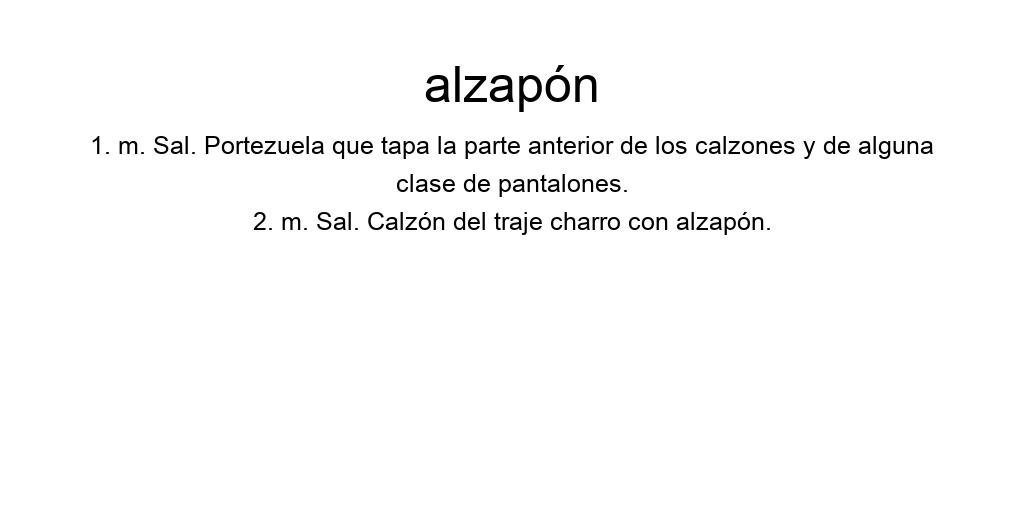 alzapón
1. m. Sal. Portezuela que tapa la parte anterior de los calzones y de alguna
clase de pantalones.
2. m. Sal. Calzón del traje charro con alzapón.